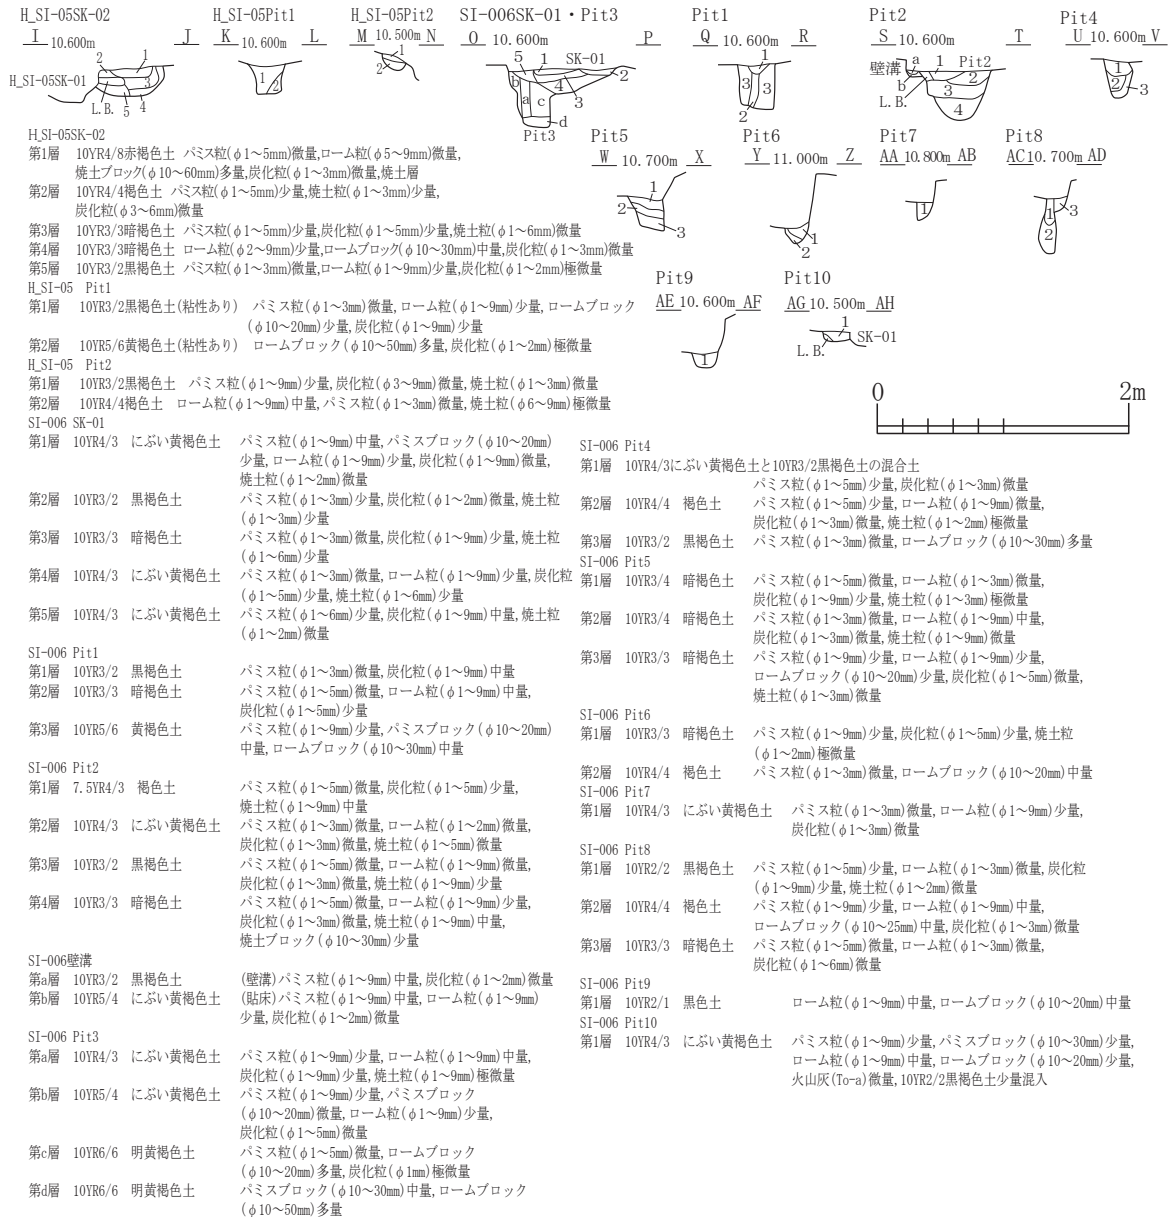 H_SI-05SK-02
I 10.600m J
H_SI-05SK-01
2 1 3 L.B. 5 4
H_SI-05Pit1
K 10.600m L
1 2
H_SI-05Pit2
M 10.500m N
1 2
SI-006SK-01・Pit3
O 10.600m P
5 1 SK-01 2 b 4 3 a c d
Pit3
Pit1
Q 10.600m R
1 3 3 2
Pit2
S 10.600m T
壁溝 a 1 Pit2 2 b 3 L.B. 4
Pit4
U 10.600m V
1 2 3
Pit5
W 10.700m X
1 2 3
Pit6
Y 11.000m Z
1 2
Pit7
AA 10.800m AB
1
Pit8
AC 10.700m AD
1 3 2
Pit9
AE 10.600m AF
1
Pit10
AG 10.500m AH
1 SK-01 L.B.
0 2m
H_SI-05SK-02
第1層 10YR4/8赤褐色土 パミス粒(φ1～5mm)微量,ローム粒(φ5～9mm)微量,
焼土ブロック(φ10～60mm)多量,炭化粒(φ1～3mm)微量,焼土層
第2層 10YR4/4褐色土 パミス粒(φ1～5mm)少量,焼土粒(φ1～3mm)少量,
炭化粒(φ3～6mm)微量
第3層 10YR3/3暗褐色土 パミス粒(φ1～5mm)少量,炭化粒(φ1～5mm)少量,焼土粒(φ1～6mm)微量
第4層 10YR3/3暗褐色土 ローム粒(φ2～9mm)少量,ロームブロック(φ10～30mm)中量,炭化粒(φ1～3mm)微量
第5層 10YR3/2黒褐色土 パミス粒(φ1～3mm)微量,ローム粒(φ1～9mm)少量,炭化粒(φ1～2mm)極微量
H_SI-05 Pit1
第1層 10YR3/2黒褐色土(粘性あり) パミス粒(φ1～3mm)微量,ローム粒(φ1～9mm)少量,ロームブロック
(φ10～20mm)少量,炭化粒(φ1～9mm)少量
第2層 10YR5/6黄褐色土(粘性あり) ロームブロック(φ10～50mm)多量,炭化粒(φ1～2mm)極微量
H_SI-05 Pit2
第1層 10YR3/2黒褐色土 パミス粒(φ1～9mm)少量,炭化粒(φ3～9mm)微量,焼土粒(φ1～3mm)微量
第2層 10YR4/4褐色土 ローム粒(φ1～9mm)中量,パミス粒(φ1～3mm)微量,焼土粒(φ6～9mm)極微量
SI-006 SK-01
第1層 10YR4/3 にぶい黄褐色土 パミス粒(φ1～9mm)中量,パミスブロック(φ10～20mm)
少量,ローム粒(φ1～9mm)少量,炭化粒(φ1～9mm)微量,
焼土粒(φ1～2mm)微量
第2層 10YR3/2 黒褐色土 パミス粒(φ1～3mm)少量,炭化粒(φ1～2mm)微量,焼土粒
(φ1～3mm)少量
第3層 10YR3/3 暗褐色土 パミス粒(φ1～3mm)微量,炭化粒(φ1～9mm)少量,焼土粒
(φ1～6mm)少量
第4層 10YR4/3 にぶい黄褐色土 パミス粒(φ1～3mm)微量,ローム粒(φ1～9mm)少量,炭化粒
(φ1～5mm)少量,焼土粒(φ1～6mm)少量
第5層 10YR4/3 にぶい黄褐色土 パミス粒(φ1～6mm)少量,炭化粒(φ1～9mm)中量,焼土粒
(φ1～2mm)微量
SI-006 Pit1
第1層 10YR3/2 黒褐色土 パミス粒(φ1～3mm)微量,炭化粒(φ1～9mm)中量
第2層 10YR3/3 暗褐色土 パミス粒(φ1～5mm)微量,ローム粒(φ1～9mm)中量,
炭化粒(φ1～5mm)少量
第3層 10YR5/6 黄褐色土 パミス粒(φ1～9mm)少量,パミスブロック(φ10～20mm)
中量,ロームブロック(φ10～30mm)中量
SI-006 Pit2
第1層 7.5YR4/3 褐色土 パミス粒(φ1～5mm)微量,炭化粒(φ1～5mm)少量,
焼土粒(φ1～9mm)中量
第2層 10YR4/3 にぶい黄褐色土 パミス粒(φ1～3mm)微量,ローム粒(φ1～2mm)微量,
炭化粒(φ1～3mm)微量,焼土粒(φ1～5mm)微量
第3層 10YR3/2 黒褐色土 パミス粒(φ1～5mm)微量,ローム粒(φ1～9mm)微量,
炭化粒(φ1～3mm)微量,焼土粒(φ1～9mm)少量
第4層 10YR3/3 暗褐色土 パミス粒(φ1～5mm)微量,ローム粒(φ1～9mm)少量,
炭化粒(φ1～3mm)微量,焼土粒(φ1～9mm)中量,
焼土ブロック(φ10～30mm)少量
SI-006壁溝
第a層 10YR3/2 黒褐色土 (壁溝)パミス粒(φ1～9mm)中量,炭化粒(φ1～2mm)微量
第b層 10YR5/4 にぶい黄褐色土 (貼床)パミス粒(φ1～9mm)中量,ローム粒(φ1～9mm)
少量,炭化粒(φ1～2mm)微量
SI-006 Pit3
第a層 10YR4/3 にぶい黄褐色土 パミス粒(φ1～9mm)少量,ローム粒(φ1～9mm)中量,
炭化粒(φ1～9mm)少量,焼土粒(φ1～9mm)極微量
第b層 10YR5/4 にぶい黄褐色土 パミス粒(φ1～9mm)少量,パミスブロック
(φ10～20mm)微量,ローム粒(φ1～9mm)少量,
炭化粒(φ1～5mm)微量
第c層 10YR6/6 明黄褐色土 パミス粒(φ1～5mm)微量,ロームブロック
(φ10～20mm)多量,炭化粒(φ1mm)極微量
第d層 10YR6/6 明黄褐色土 パミスブロック(φ10～30mm)中量,ロームブロック
(φ10～50mm)多量
SI-006 Pit4
第1層 10YR4/3にぶい黄褐色土と10YR3/2黒褐色土の混合土
パミス粒(φ1～5mm)少量,炭化粒(φ1～3mm)微量
第2層 10YR4/4 褐色土 パミス粒(φ1～5mm)少量,ローム粒(φ1～9mm)微量,
炭化粒(φ1～3mm)微量,焼土粒(φ1～2mm)極微量
第3層 10YR3/2 黒褐色土 パミス粒(φ1～3mm)微量,ロームブロック(φ10～30mm)多量
SI-006 Pit5
第1層 10YR3/4 暗褐色土 パミス粒(φ1～5mm)微量,ローム粒(φ1～3mm)微量,
炭化粒(φ1～9mm)少量,焼土粒(φ1～3mm)極微量
第2層 10YR3/4 暗褐色土 パミス粒(φ1～3mm)微量,ローム粒(φ1～9mm)中量,
炭化粒(φ1～3mm)微量,焼土粒(φ1～9mm)微量
第3層 10YR3/3 暗褐色土 パミス粒(φ1～9mm)少量,ローム粒(φ1～9mm)少量,
ロームブロック(φ10～20mm)少量,炭化粒(φ1～5mm)微量,
焼土粒(φ1～3mm)微量
SI-006 Pit6
第1層 10YR3/3 暗褐色土 パミス粒(φ1～9mm)少量,炭化粒(φ1～5mm)少量,焼土粒
(φ1～2mm)極微量
第2層 10YR4/4 褐色土 パミス粒(φ1～3mm)微量,ロームブロック(φ10～20mm)中量
SI-006 Pit7
第1層 10YR4/3 にぶい黄褐色土 パミス粒(φ1～3mm)微量,ローム粒(φ1～9mm)少量,
炭化粒(φ1～3mm)微量
SI-006 Pit8
第1層 10YR2/2 黒褐色土 パミス粒(φ1～5mm)少量,ローム粒(φ1～3mm)微量,炭化粒
(φ1～9mm)少量,焼土粒(φ1～2mm)微量
第2層 10YR4/4 褐色土 パミス粒(φ1～9mm)少量,ローム粒(φ1～9mm)中量,
ロームブロック(φ10～25mm)中量,炭化粒(φ1～3mm)微量
第3層 10YR3/3 暗褐色土 パミス粒(φ1～5mm)微量,ローム粒(φ1～3mm)微量,
炭化粒(φ1～6mm)微量
SI-006 Pit9
第1層 10YR2/1 黒色土 ローム粒(φ1～9mm)中量,ロームブロック(φ10～20mm)中量
SI-006 Pit10
第1層 10YR4/3 にぶい黄褐色土 パミス粒(φ1～9mm)少量,パミスブロック(φ10～30mm)少量,
ローム粒(φ1～9mm)中量,ロームブロック(φ10～20mm)少量,
火山灰(To-a)微量,10YR2/2黒褐色土少量混入